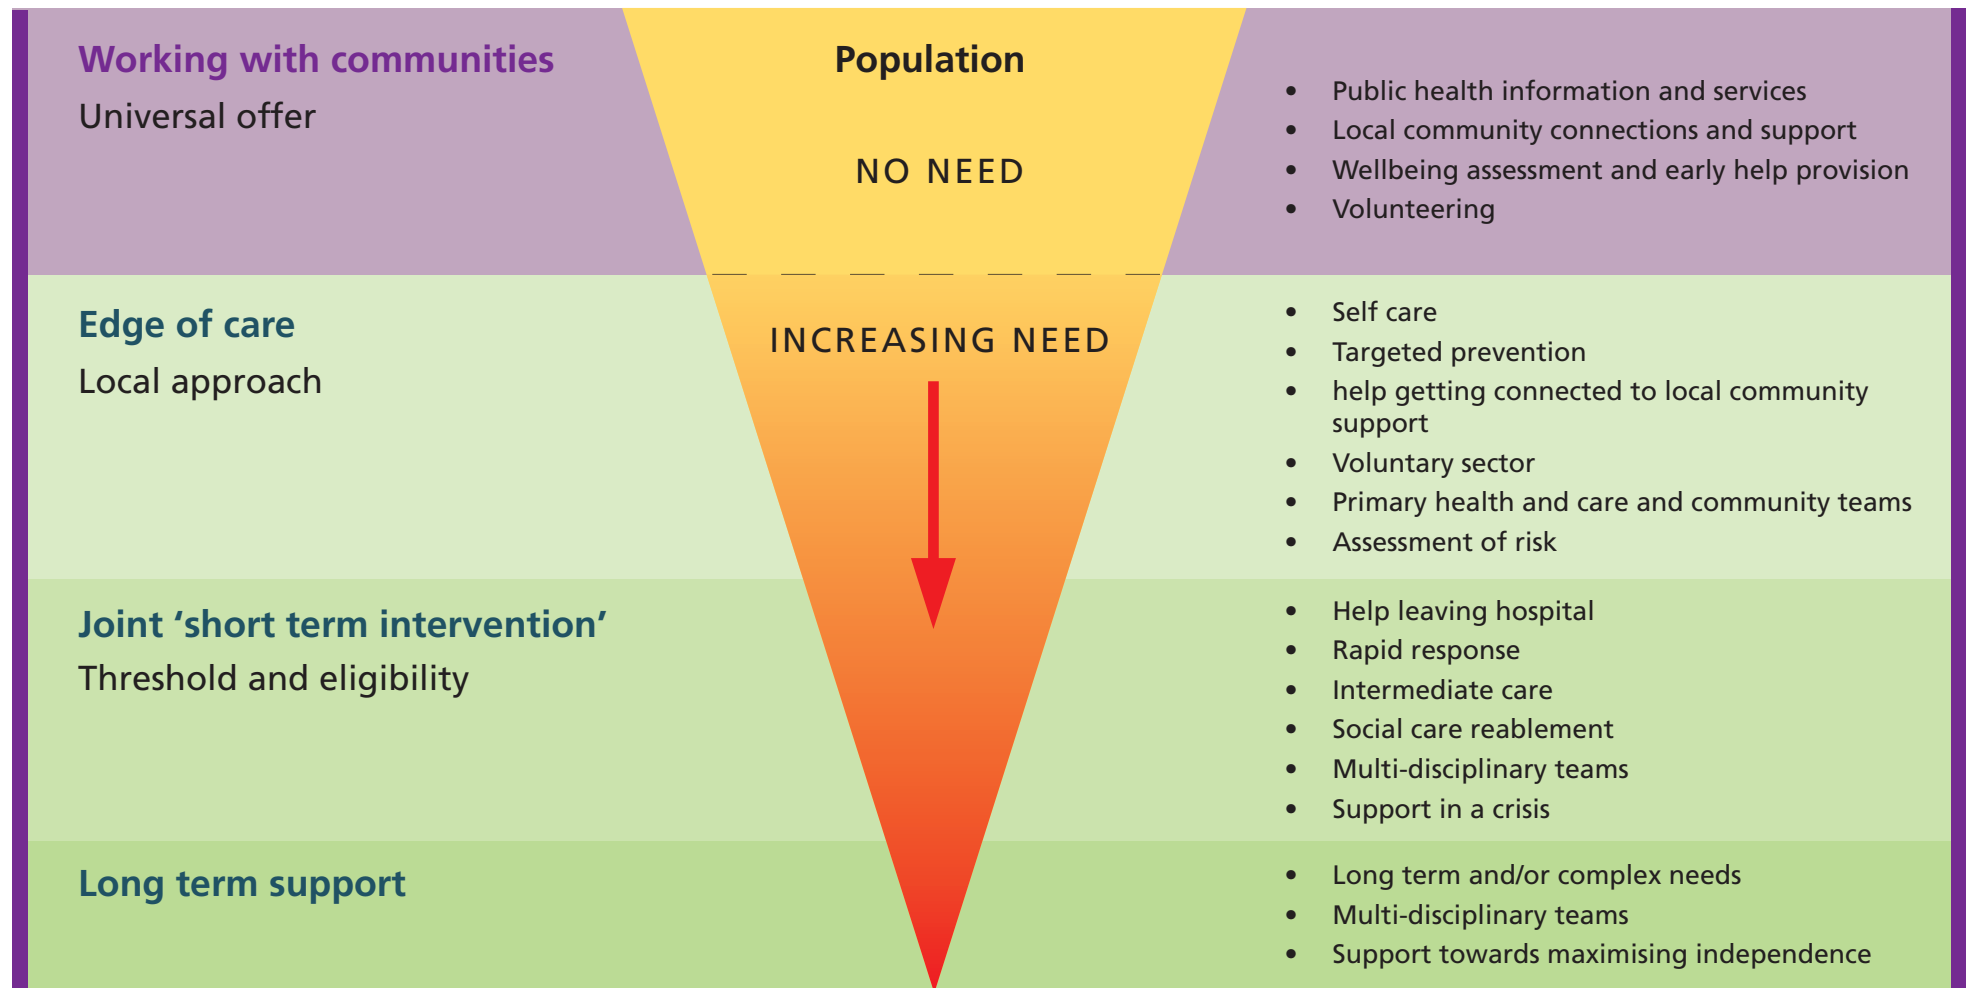 Working with communities
Universal offer
Population
NO NEED
• Public health information and services
• Local community connections and support
• Wellbeing assessment and early help provision
• Volunteering
Edge of care
Local approach
INCREASING NEED
• Self care
• Targeted prevention
• help getting connected to local community
support
• Voluntary sector
• Primary health and care and community teams
• Assessment of risk
Joint ‘short term intervention’
Threshold and eligibility
• Help leaving hospital
• Rapid response
• Intermediate care
• Social care reablement
• Multi-disciplinary teams
• Support in a crisis
Long term support
• Long term and/or complex needs
• Multi-disciplinary teams
• Support towards maximising independence